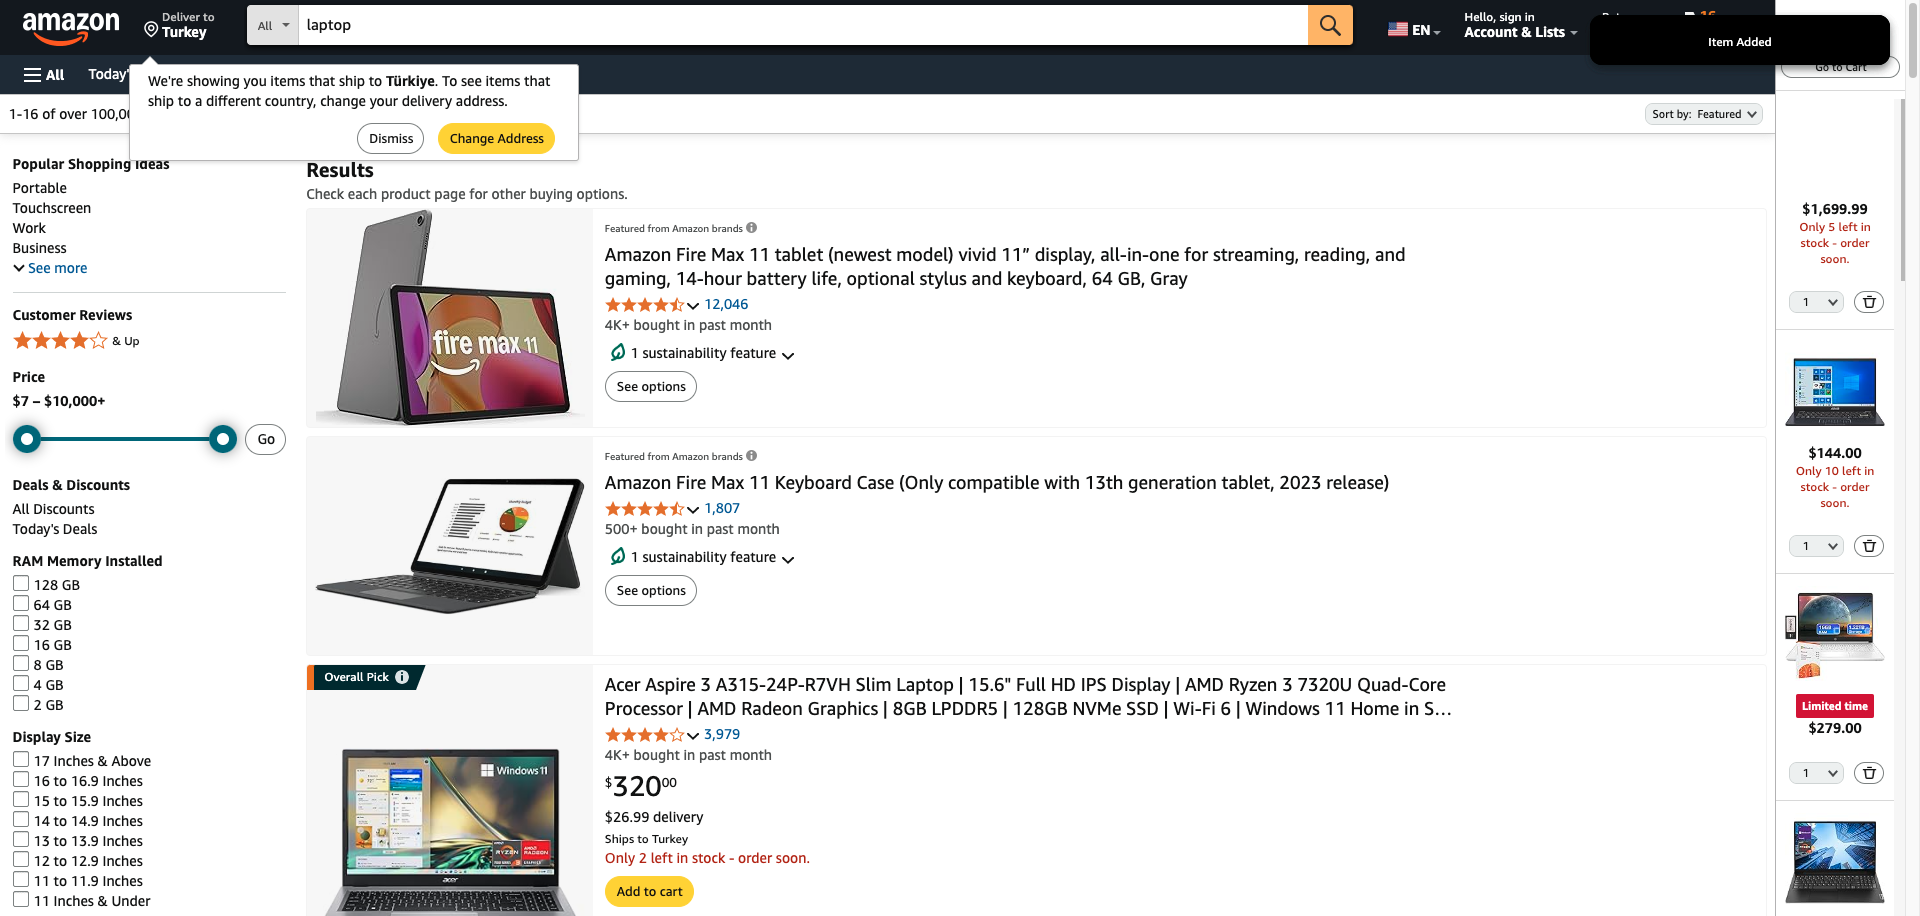 amazon
Deliver to
Turkey
All
laptop
EN
Hello, sign in
Account & Lists
Item Added
Go to Cart
All
Today'
We're showing you items that ship to Türkiye. To see items that
ship to a different country, change your delivery address.
Dismiss
Change Address
1-16 of over
Sort by: Featured
Popular Shopping Ideas
Portable
Touchscreen
Work
Business
See more
Customer Reviews
& Up
Price
$7 – $10,000+
Go
Deals & Discounts
All Discounts
Today's Deals
RAM Memory Installed
128 GB
64 GB
32 GB
16 GB
8 GB
4 GB
2 GB
Display Size
17 Inches & Above
16 to 16.9 Inches
15 to 15.9 Inches
14 to 14.9 Inches
13 to 13.9 Inches
12 to 12.9 Inches
11 to 11.9 Inches
11 Inches & Under
Results
Check each product page for other buying options.
fire max 11
Featured from Amazon brands
Amazon Fire Max 11 tablet (newest model) vivid 11” display, all-in-one for streaming, reading, and
gaming, 14-hour battery life, optional stylus and keyboard, 64 GB, Gray
12,046
4K+ bought in past month
1 sustainability feature
See options
Featured from Amazon brands
Amazon Fire Max 11 Keyboard Case (Only compatible with 13th generation tablet, 2023 release)
1,807
500+ bought in past month
1 sustainability feature
See options
Overall Pick
Windows 11
RYZEN
RADEON
acer
Acer Aspire 3 A315-24P-R7VH Slim Laptop | 15.6" Full HD IPS Display | AMD Ryzen 3 7320U Quad-Core
Processor | AMD Radeon Graphics | 8GB LPDDR5 | 128GB NVMe SSD | Wi-Fi 6 | Windows 11 Home in S…
3,979
4K+ bought in past month
$320.00
$26.99 delivery
Ships to Turkey
Only 2 left in stock - order soon.
Add to cart
$1,699.99
Only 5 left in
stock - order
soon.
1
$144.00
Only 10 left in
stock - order
soon.
1
Limited time
$279.00
1